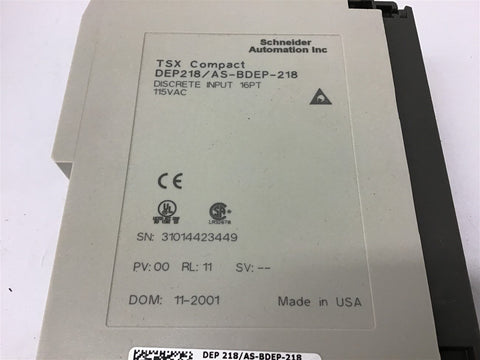 Schneider
Automation Inc
TSX Compact
DEP218/AS-BDEP-218
DISCRETE INPUT 16PT
115VAC
CE
UL
SN: 31014423449
PV: 00 RL: 11 SV: --
DOM: 11-2001 Made in USA
DEP 218/AS-BDEP-218